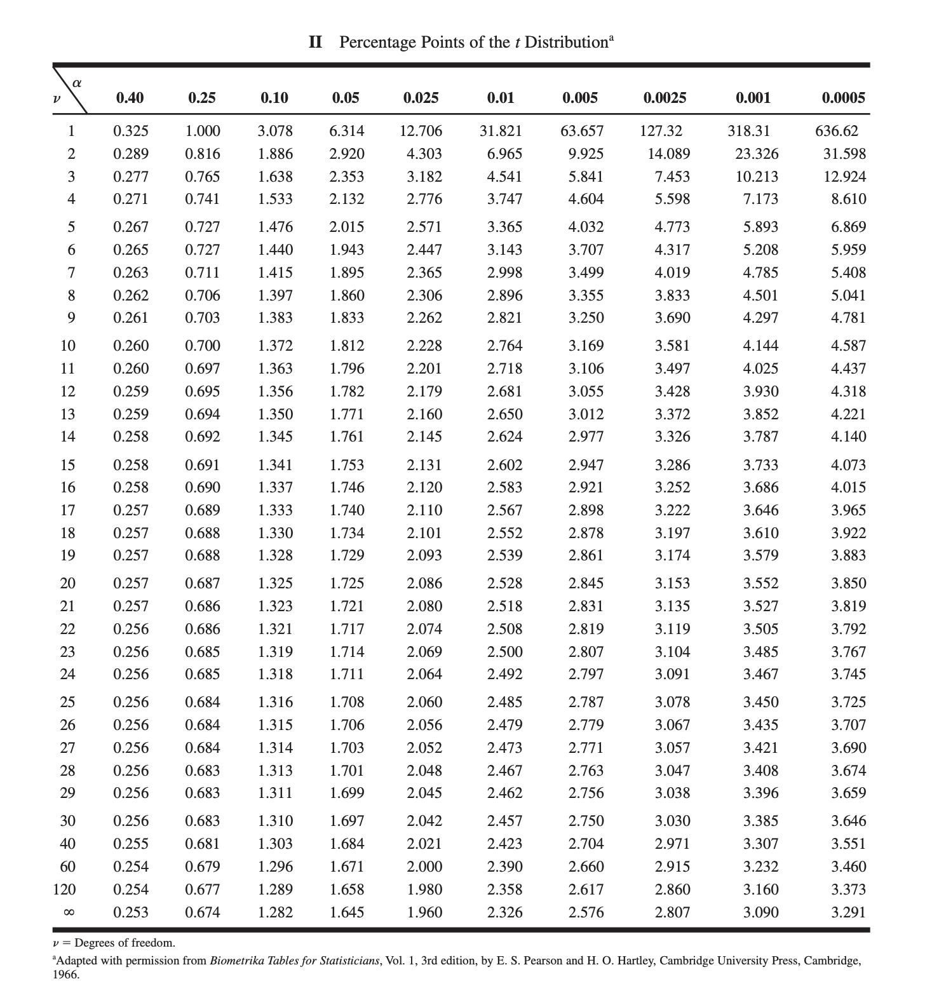 II Percentage Points of the t Distributionᵃ
α
ν 0.40 0.25 0.10 0.05 0.025 0.01 0.005 0.0025 0.001 0.0005
1 0.325 1.000 3.078 6.314 12.706 31.821 63.657 127.32 318.31 636.62
2 0.289 0.816 1.886 2.920 4.303 6.965 9.925 14.089 23.326 31.598
3 0.277 0.765 1.638 2.353 3.182 4.541 5.841 7.453 10.213 12.924
4 0.271 0.741 1.533 2.132 2.776 3.747 4.604 5.598 7.173 8.610
5 0.267 0.727 1.476 2.015 2.571 3.365 4.032 4.773 5.893 6.869
6 0.265 0.727 1.440 1.943 2.447 3.143 3.707 4.317 5.208 5.959
7 0.263 0.711 1.415 1.895 2.365 2.998 3.499 4.019 4.785 5.408
8 0.262 0.706 1.397 1.860 2.306 2.896 3.355 3.833 4.501 5.041
9 0.261 0.703 1.383 1.833 2.262 2.821 3.250 3.690 4.297 4.781
10 0.260 0.700 1.372 1.812 2.228 2.764 3.169 3.581 4.144 4.587
11 0.260 0.697 1.363 1.796 2.201 2.718 3.106 3.497 4.025 4.437
12 0.259 0.695 1.356 1.782 2.179 2.681 3.055 3.428 3.930 4.318
13 0.259 0.694 1.350 1.771 2.160 2.650 3.012 3.372 3.852 4.221
14 0.258 0.692 1.345 1.761 2.145 2.624 2.977 3.326 3.787 4.140
15 0.258 0.691 1.341 1.753 2.131 2.602 2.947 3.286 3.733 4.073
16 0.258 0.690 1.337 1.746 2.120 2.583 2.921 3.252 3.686 4.015
17 0.257 0.689 1.333 1.740 2.110 2.567 2.898 3.222 3.646 3.965
18 0.257 0.688 1.330 1.734 2.101 2.552 2.878 3.197 3.610 3.922
19 0.257 0.688 1.328 1.729 2.093 2.539 2.861 3.174 3.579 3.883
20 0.257 0.687 1.325 1.725 2.086 2.528 2.845 3.153 3.552 3.850
21 0.257 0.686 1.323 1.721 2.080 2.518 2.831 3.135 3.527 3.819
22 0.256 0.686 1.321 1.717 2.074 2.508 2.819 3.119 3.505 3.792
23 0.256 0.685 1.319 1.714 2.069 2.500 2.807 3.104 3.485 3.767
24 0.256 0.685 1.318 1.711 2.064 2.492 2.797 3.091 3.467 3.745
25 0.256 0.684 1.316 1.708 2.060 2.485 2.787 3.078 3.450 3.725
26 0.256 0.684 1.315 1.706 2.056 2.479 2.779 3.067 3.435 3.707
27 0.256 0.684 1.314 1.703 2.052 2.473 2.771 3.057 3.421 3.690
28 0.256 0.683 1.313 1.701 2.048 2.467 2.763 3.047 3.408 3.674
29 0.256 0.683 1.311 1.699 2.045 2.462 2.756 3.038 3.396 3.659
30 0.256 0.683 1.310 1.697 2.042 2.457 2.750 3.030 3.385 3.646
40 0.255 0.681 1.303 1.684 2.021 2.423 2.704 2.971 3.307 3.551
60 0.254 0.679 1.296 1.671 2.000 2.390 2.660 2.915 3.232 3.460
120 0.254 0.677 1.289 1.658 1.980 2.358 2.617 2.860 3.160 3.373
∞ 0.253 0.674 1.282 1.645 1.960 2.326 2.576 2.807 3.090 3.291
ν = Degrees of freedom.
ᵃAdapted with permission from Biometrika Tables for Statisticians, Vol. 1, 3rd edition, by E. S. Pearson and H. O. Hartley, Cambridge University Press, Cambridge,
1966.